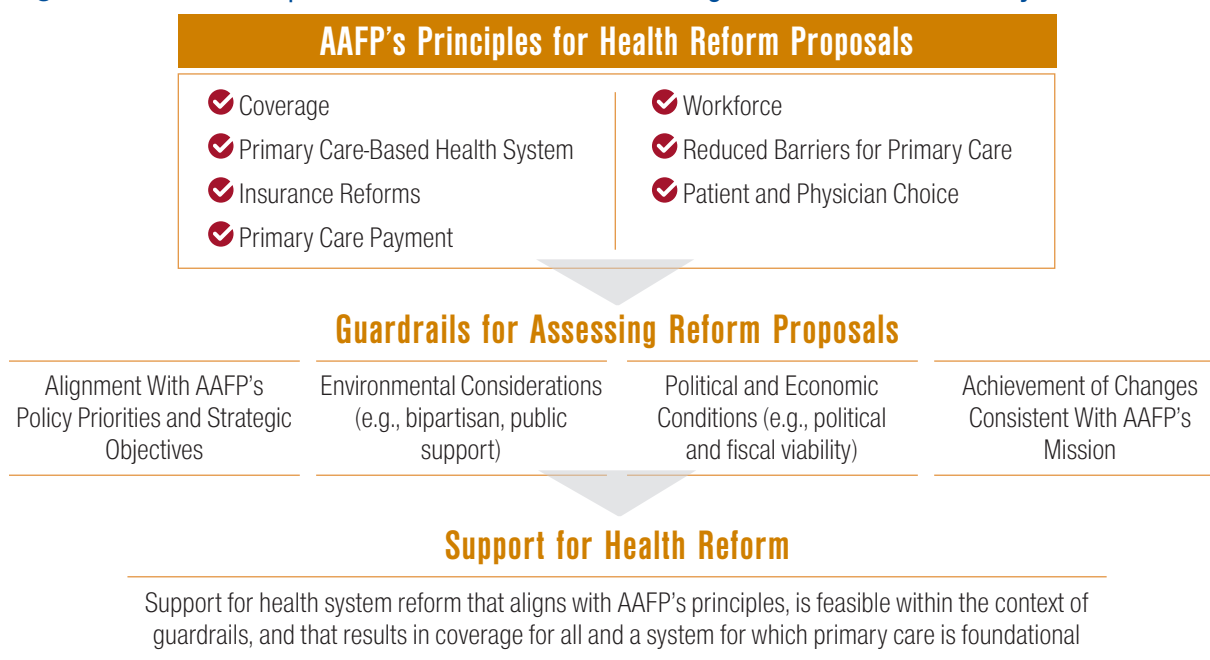 AAFP's Principles for Health Reform Proposals
Coverage
Primary Care-Based Health System
Insurance Reforms
Primary Care Payment
Workforce
Reduced Barriers for Primary Care
Patient and Physician Choice
Guardrails for Assessing Reform Proposals
Alignment With AAFP's
Policy Priorities and Strategic
Objectives
Environmental Considerations
(e.g., bipartisan, public
support)
Political and Economic
Conditions (e.g., political
and fiscal viability)
Achievement of Changes
Consistent With AAFP's
Mission
Support for Health Reform
Support for health system reform that aligns with AAFP's principles, is feasible within the context of
guardrails, and that results in coverage for all and a system for which primary care is foundational